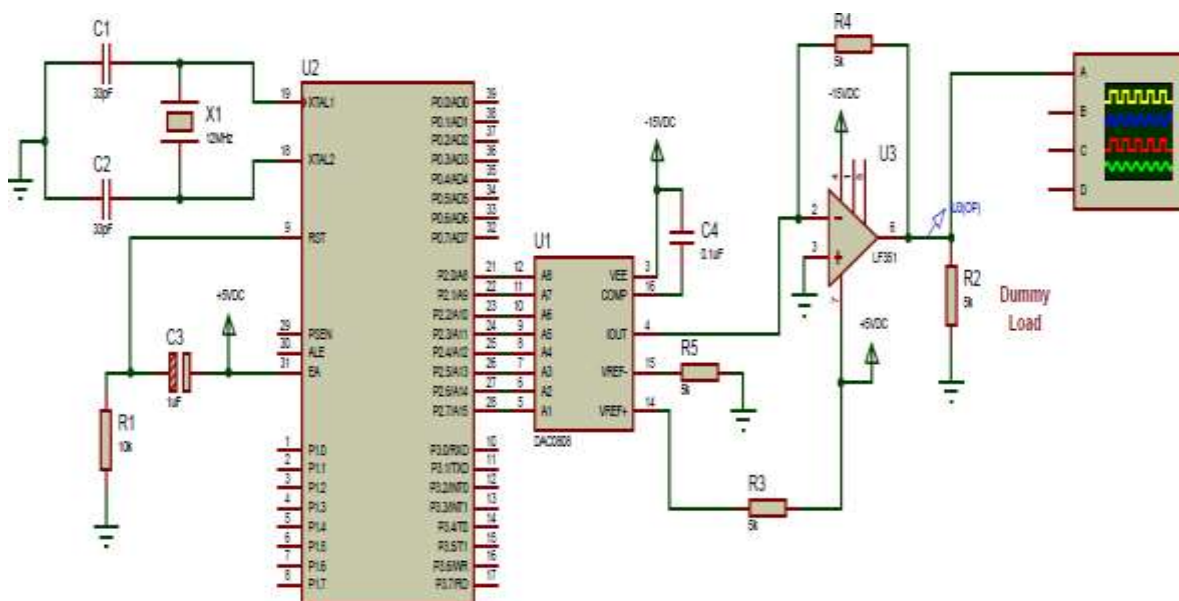 C1
33pF
X1
12MHz
C2
33pF
C3
1uF
+5VDC
R1
10k
U2
19
XTAL1
18
XTAL2
9
RST
29
PSEN
30
ALE
31
EA
1
P1.0
2
P1.1
3
P1.2
4
P1.3
5
P1.4
6
P1.5
7
P1.6
8
P1.7
P0.0/AD0
39
P0.1/AD1
38
P0.2/AD2
37
P0.3/AD3
36
P0.4/AD4
35
P0.5/AD5
34
P0.6/AD6
33
P0.7/AD7
32
P2.0/A8
21
P2.1/A9
22
P2.2/A10
23
P2.3/A11
24
P2.4/A12
25
P2.5/A13
26
P2.6/A14
27
P2.7/A15
28
P3.0/RXD
10
P3.1/TXD
11
P3.2/INT0
12
P3.3/INT1
13
P3.4/T0
14
P3.5/T1
15
P3.6/WR
16
P3.7/RD
17
U1
12
A8
11
A7
10
A6
9
A5
8
A4
7
A3
6
A2
5
A1
VEE
3
COMP
16
IOUT
4
VREF-
15
VREF+
14
DAC0808
-15VDC
C4
0.1uF
R5
5k
R3
5k
R4
5k
-15VDC
U3
4
1
5
2
3
6
7
LF351
+5VDC
U3(OP)
R2
5k
Dummy
Load
A
B
C
D